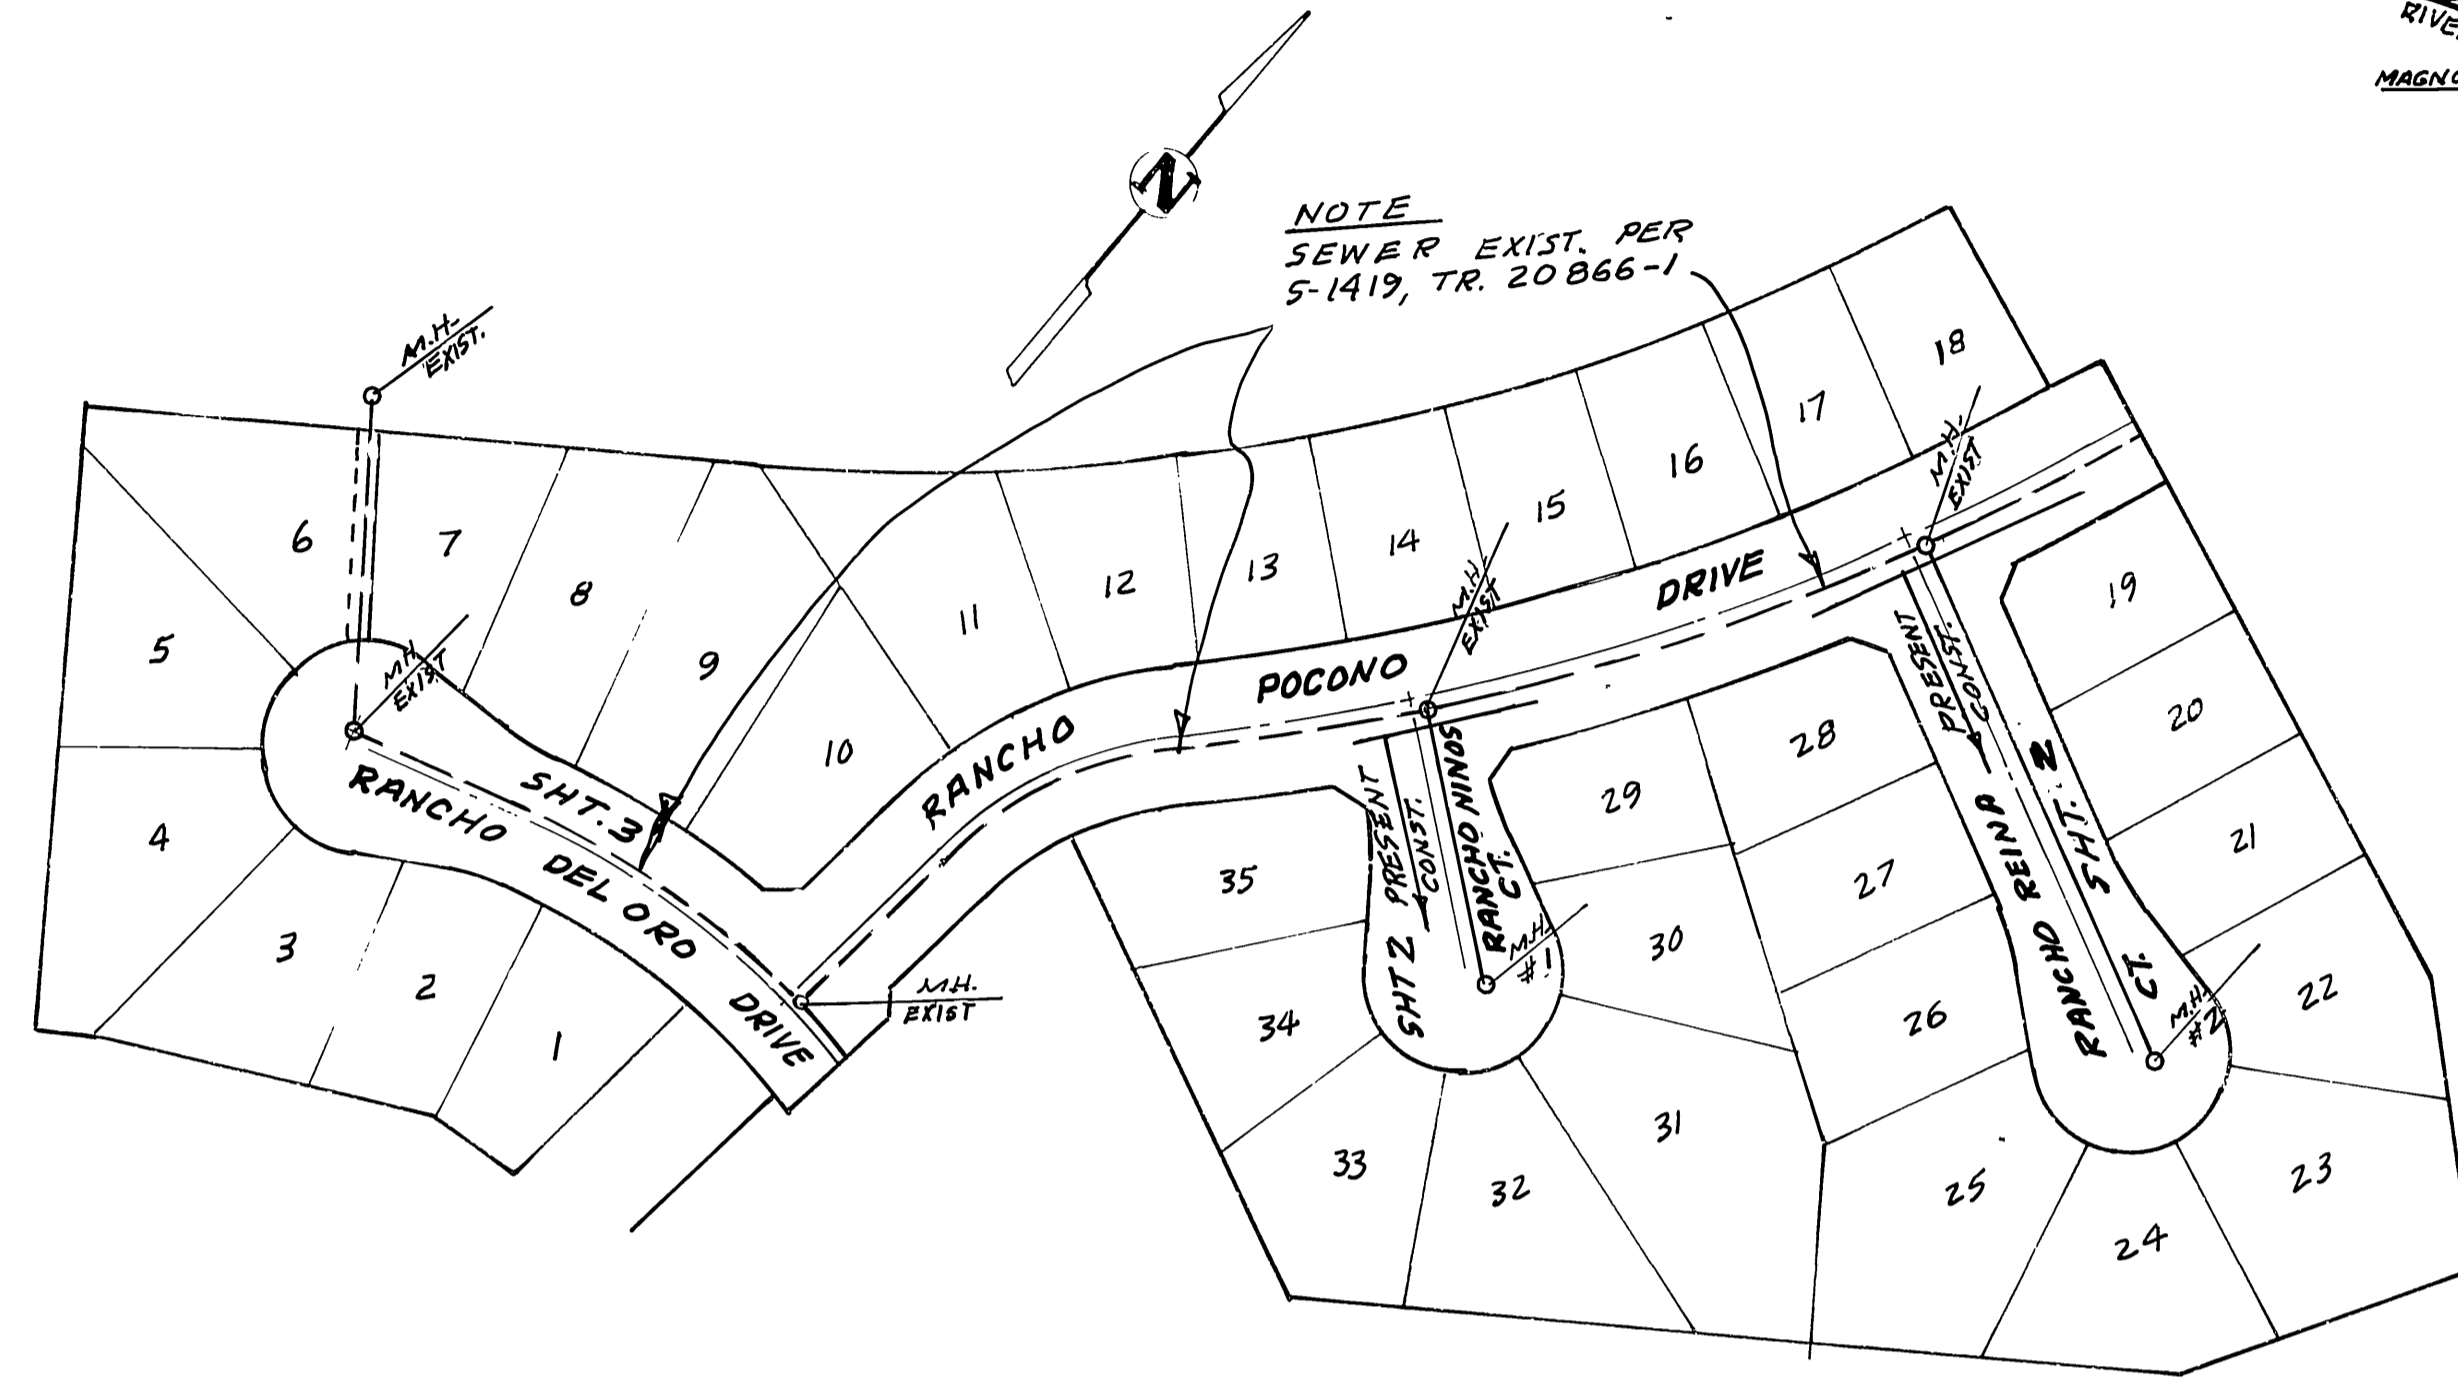 RIVE
MAGNO
N
NOTE
SEWER EXIST. PER
S-1419, TR. 20866-1
M.H.
EXIST.
18
17
16
15
14
13
12
11
10
9
8
7
6
5
4
3
2
1
M.H.
EXIST
M.H.
EXIST
M.H.
EXIST
M.H.
EXIST
SHT. 3
RANCHO DEL ORO DRIVE
RANCHO POCONO DRIVE
PRESENT
CONST.
SHT 2
RANCHO NINOS
CT.
M.H.
#1
PRESENT
CONST.
SHT. 2
RANCHO REINA CT.
M.H.
#2
19
20
21
22
23
24
25
26
27
28
29
30
31
32
33
34
35